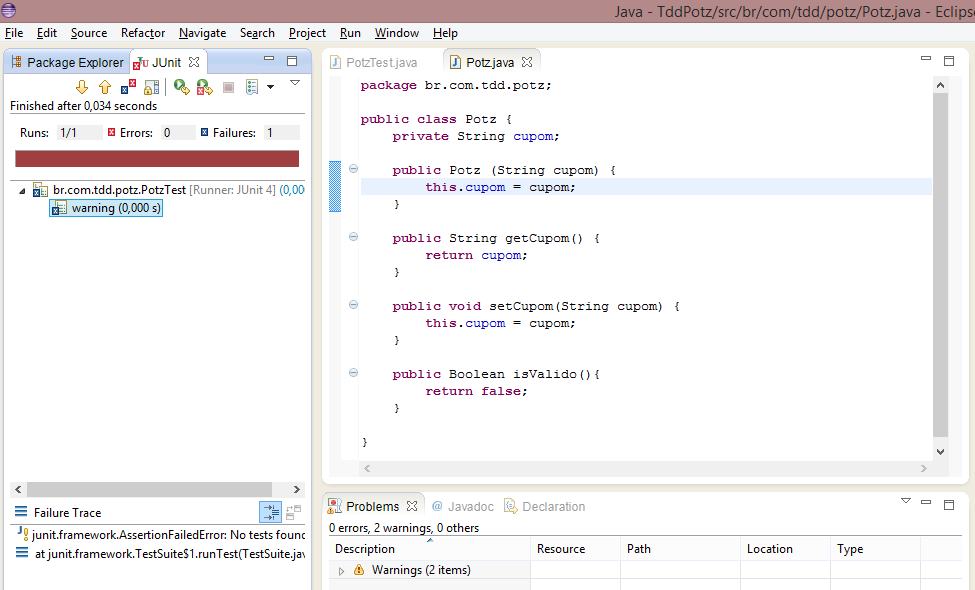 Java - TddPotz/src/br/com/tdd/potz/Potz.java - Eclips
File Edit Source Refactor Navigate Search Project Run Window Help
Package Explorer JUnit
Finished after 0,034 seconds
Runs: 1/1 Errors: 0 Failures: 1
br.com.tdd.potz.PotzTest [Runner: JUnit 4] (0,00
warning (0,000 s)
Failure Trace
junit.framework.AssertionFailedError: No tests found
at junit.framework.TestSuite$1.runTest(TestSuite.jav
PotzTest.java Potz.java
package br.com.tdd.potz;
public class Potz {
private String cupom;
public Potz (String cupom) {
this.cupom = cupom;
}
public String getCupom() {
return cupom;
}
public void setCupom(String cupom) {
this.cupom = cupom;
}
public Boolean isValido(){
return false;
}
}
Problems @ Javadoc Declaration
0 errors, 2 warnings, 0 others
Description Resource Path Location Type
Warnings (2 items)